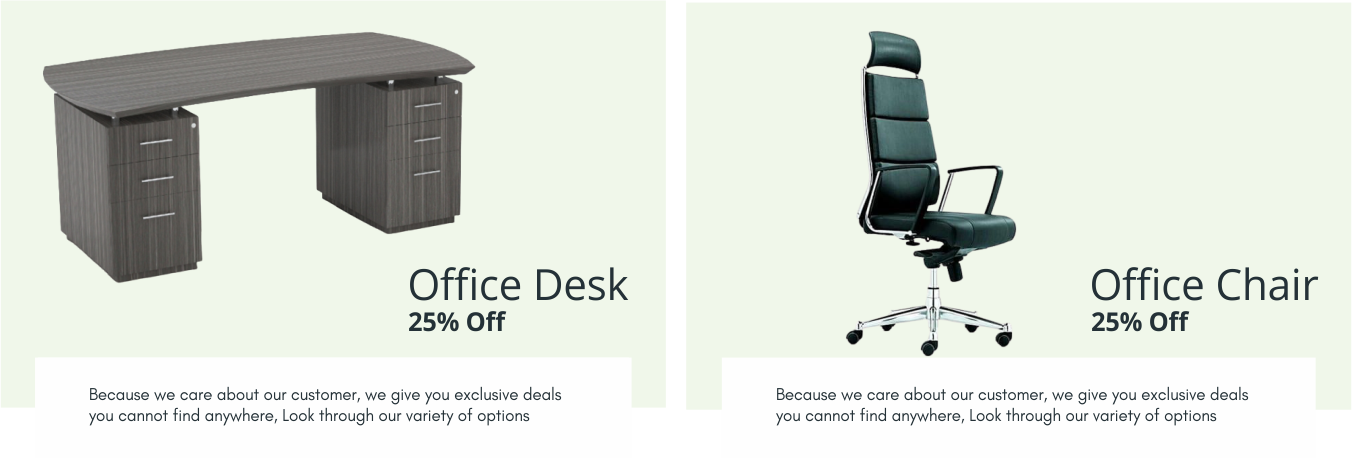 Office Desk
25% Off
Because we care about our customer, we give you exclusive deals
you cannot find anywhere, Look through our variety of options
Office Chair
25% Off
Because we care about our customer, we give you exclusive deals
you cannot find anywhere, Look through our variety of options